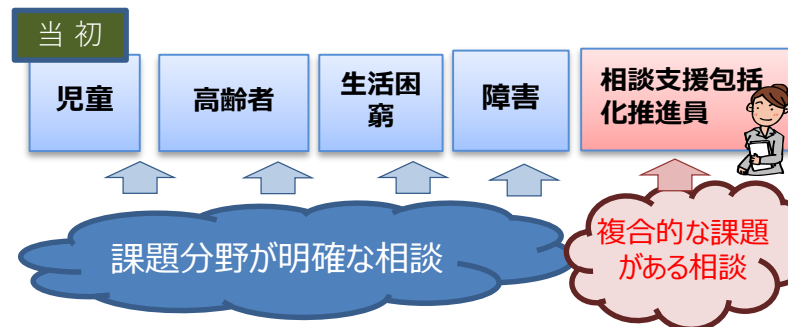 当 初
児童
高齢者
生活困
窮
障害
相談支援包括
化推進員
課題分野が明確な相談
複合的な課題
がある相談